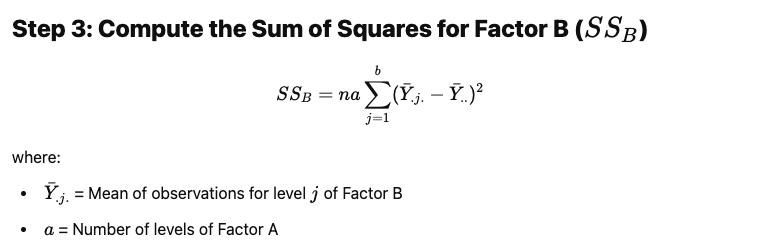 Step 3: Compute the Sum of Squares for Factor B (SS_B)
SS_B = na \sum_{j=1}^{b} (\bar{Y}_{.j.} - \bar{Y}_{..})^2
where:
• \bar{Y}_{.j.} = Mean of observations for level j of Factor B
• a = Number of levels of Factor A